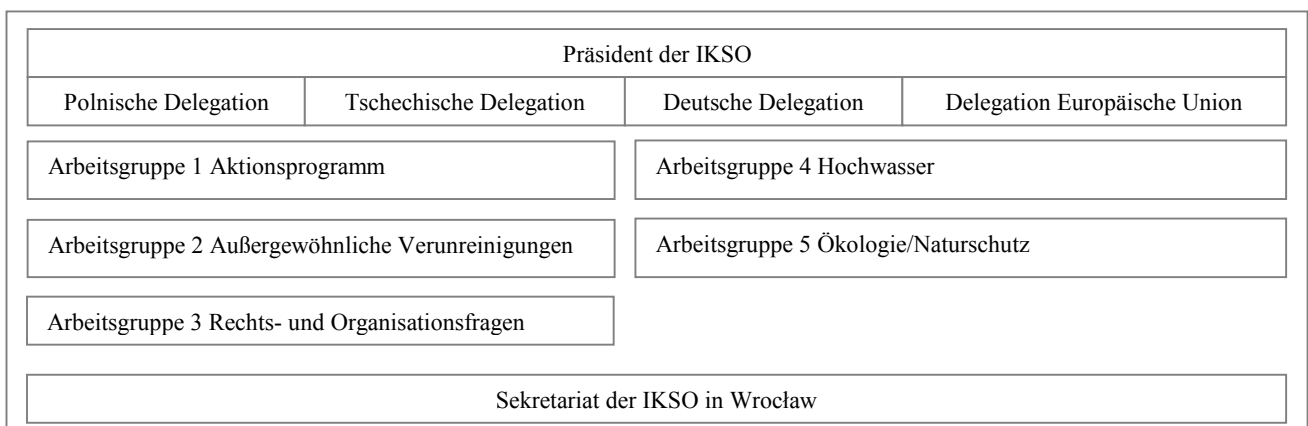 Präsident der IKSO
Polnische Delegation
Tschechische Delegation
Deutsche Delegation
Delegation Europäische Union
Arbeitsgruppe 1 Aktionsprogramm
Arbeitsgruppe 4 Hochwasser
Arbeitsgruppe 2 Außergewöhnliche Verunreinigungen
Arbeitsgruppe 5 Ökologie/Naturschutz
Arbeitsgruppe 3 Rechts- und Organisationsfragen
Sekretariat der IKSO in Wrocław